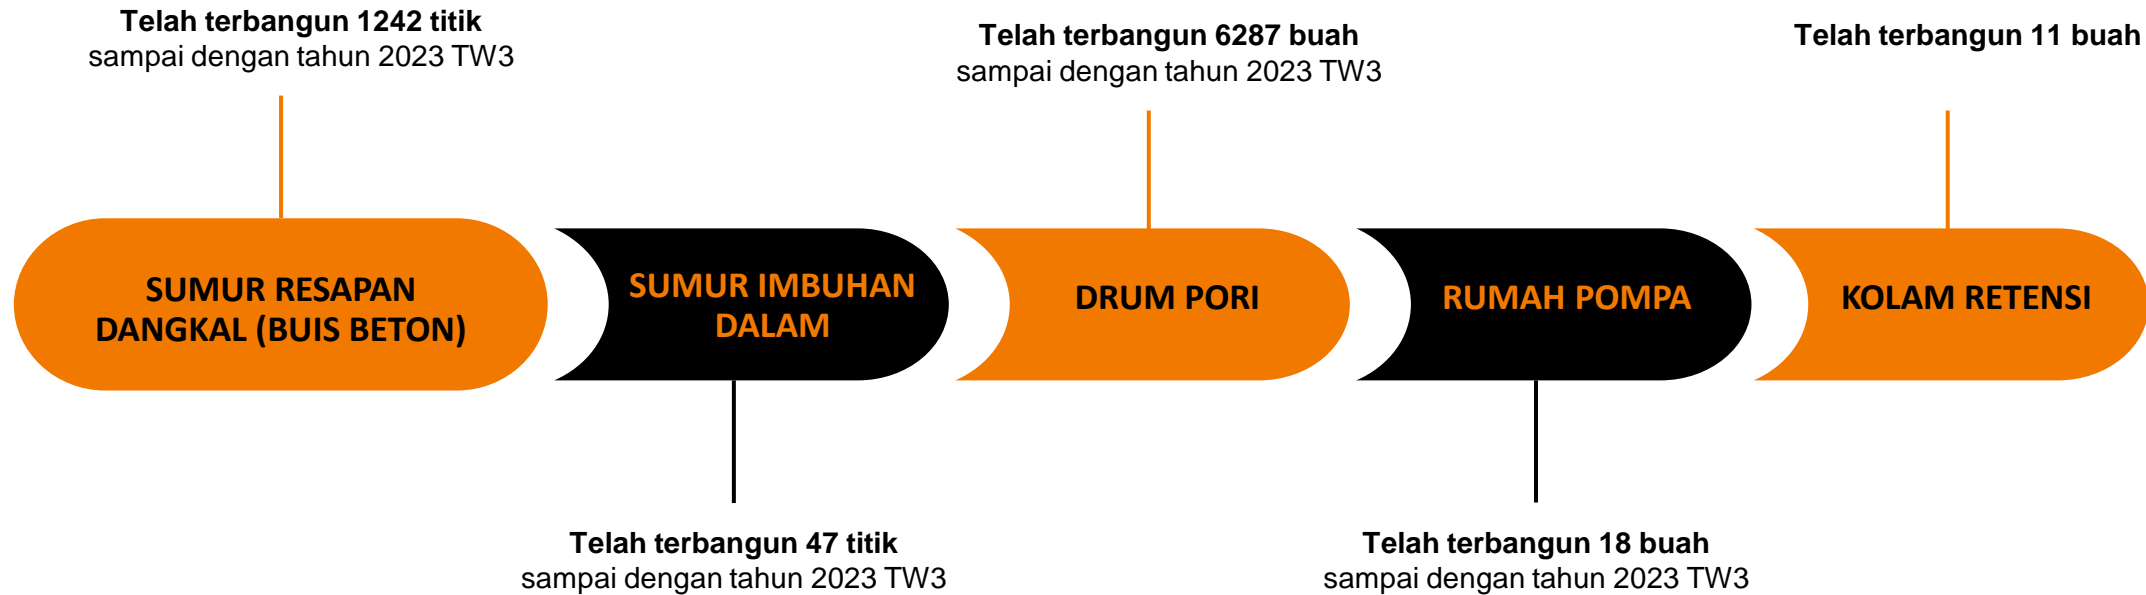 Telah terbangun 1242 titik
sampai dengan tahun 2023 TW3
Telah terbangun 6287 buah
sampai dengan tahun 2023 TW3
Telah terbangun 11 buah
SUMUR RESAPAN
DANGKAL (BUIS BETON)
SUMUR IMBUHAN
DALAM
DRUM PORI
RUMAH POMPA
KOLAM RETENSI
Telah terbangun 47 titik
sampai dengan tahun 2023 TW3
Telah terbangun 18 buah
sampai dengan tahun 2023 TW3